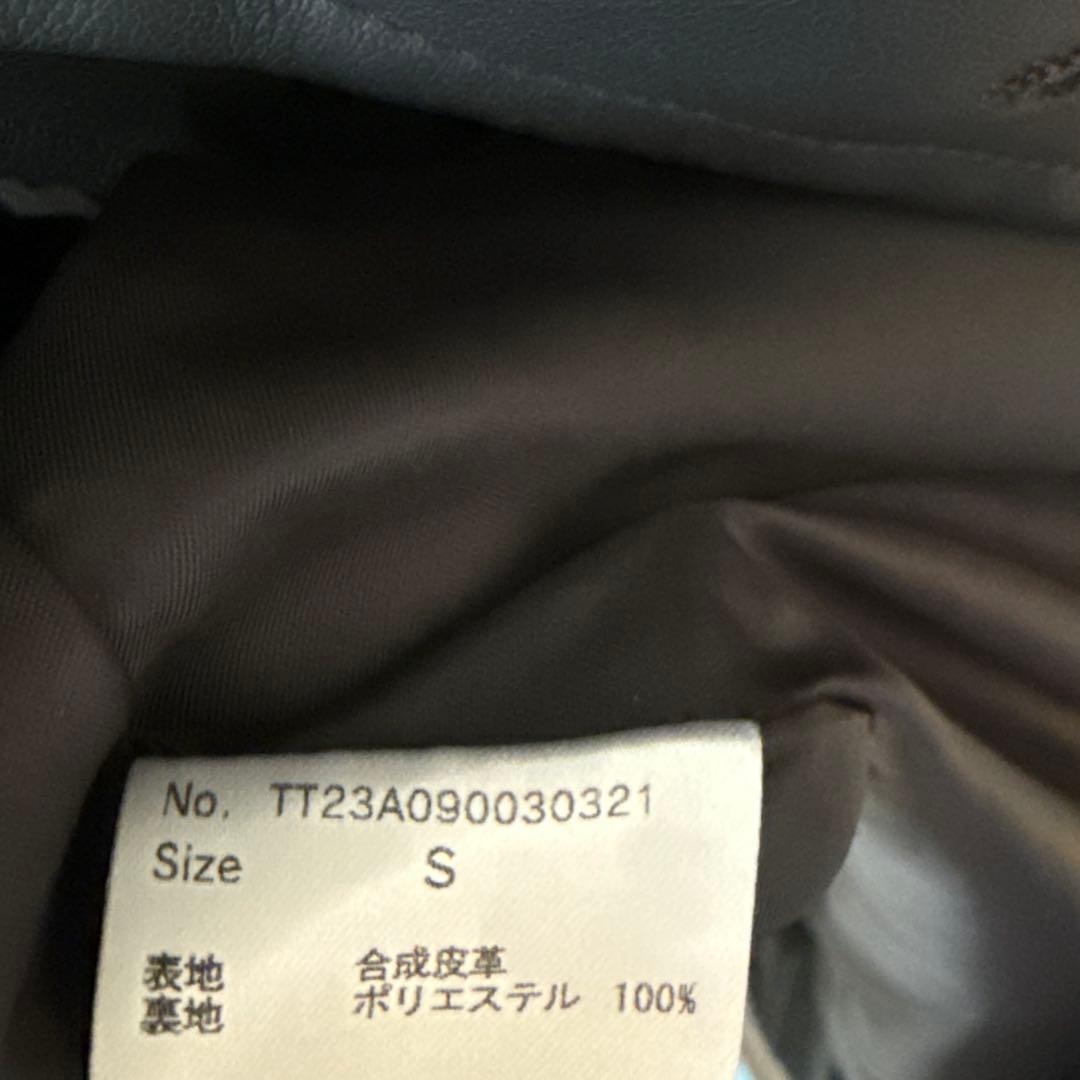 No. TT23A090030321
Size S
表地 合成皮革
裏地 ポリエステル 100%